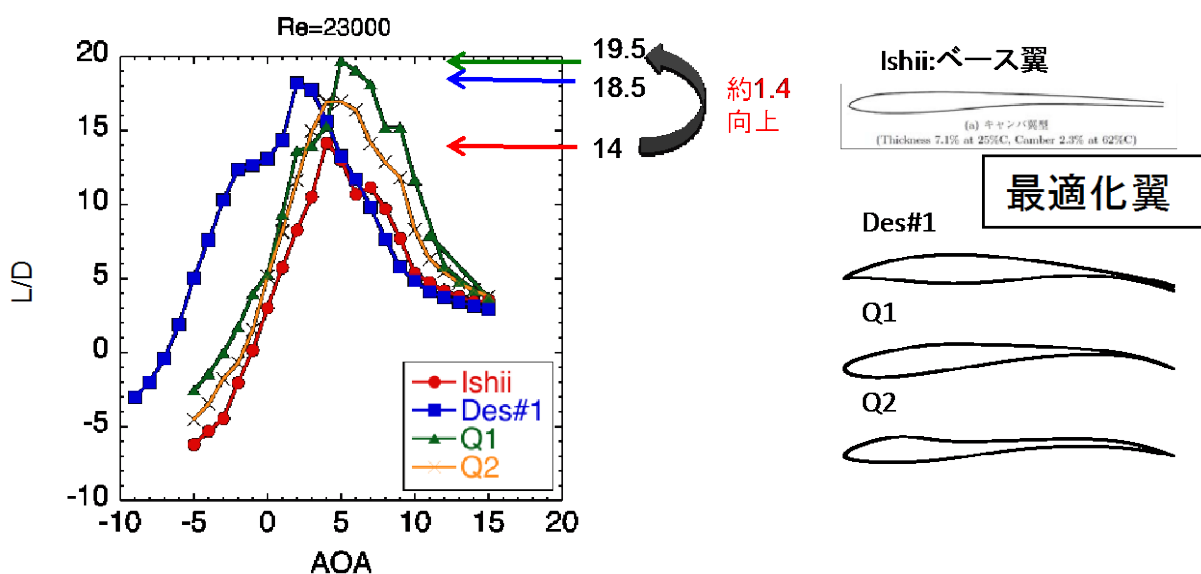 Re=23000
20
15
10
5
0
-5
-10
L/D
-10
-5
0
5
10
15
20
AOA
Ishii
Des#1
Q1
Q2
19.5
18.5
14
約1.4
向上
Ishii:ベース翼
(a) キャンバ翼型
(Thickness 7.1% at 25%C, Camber 2.3% at 62%C)
最適化翼
Des#1
Q1
Q2